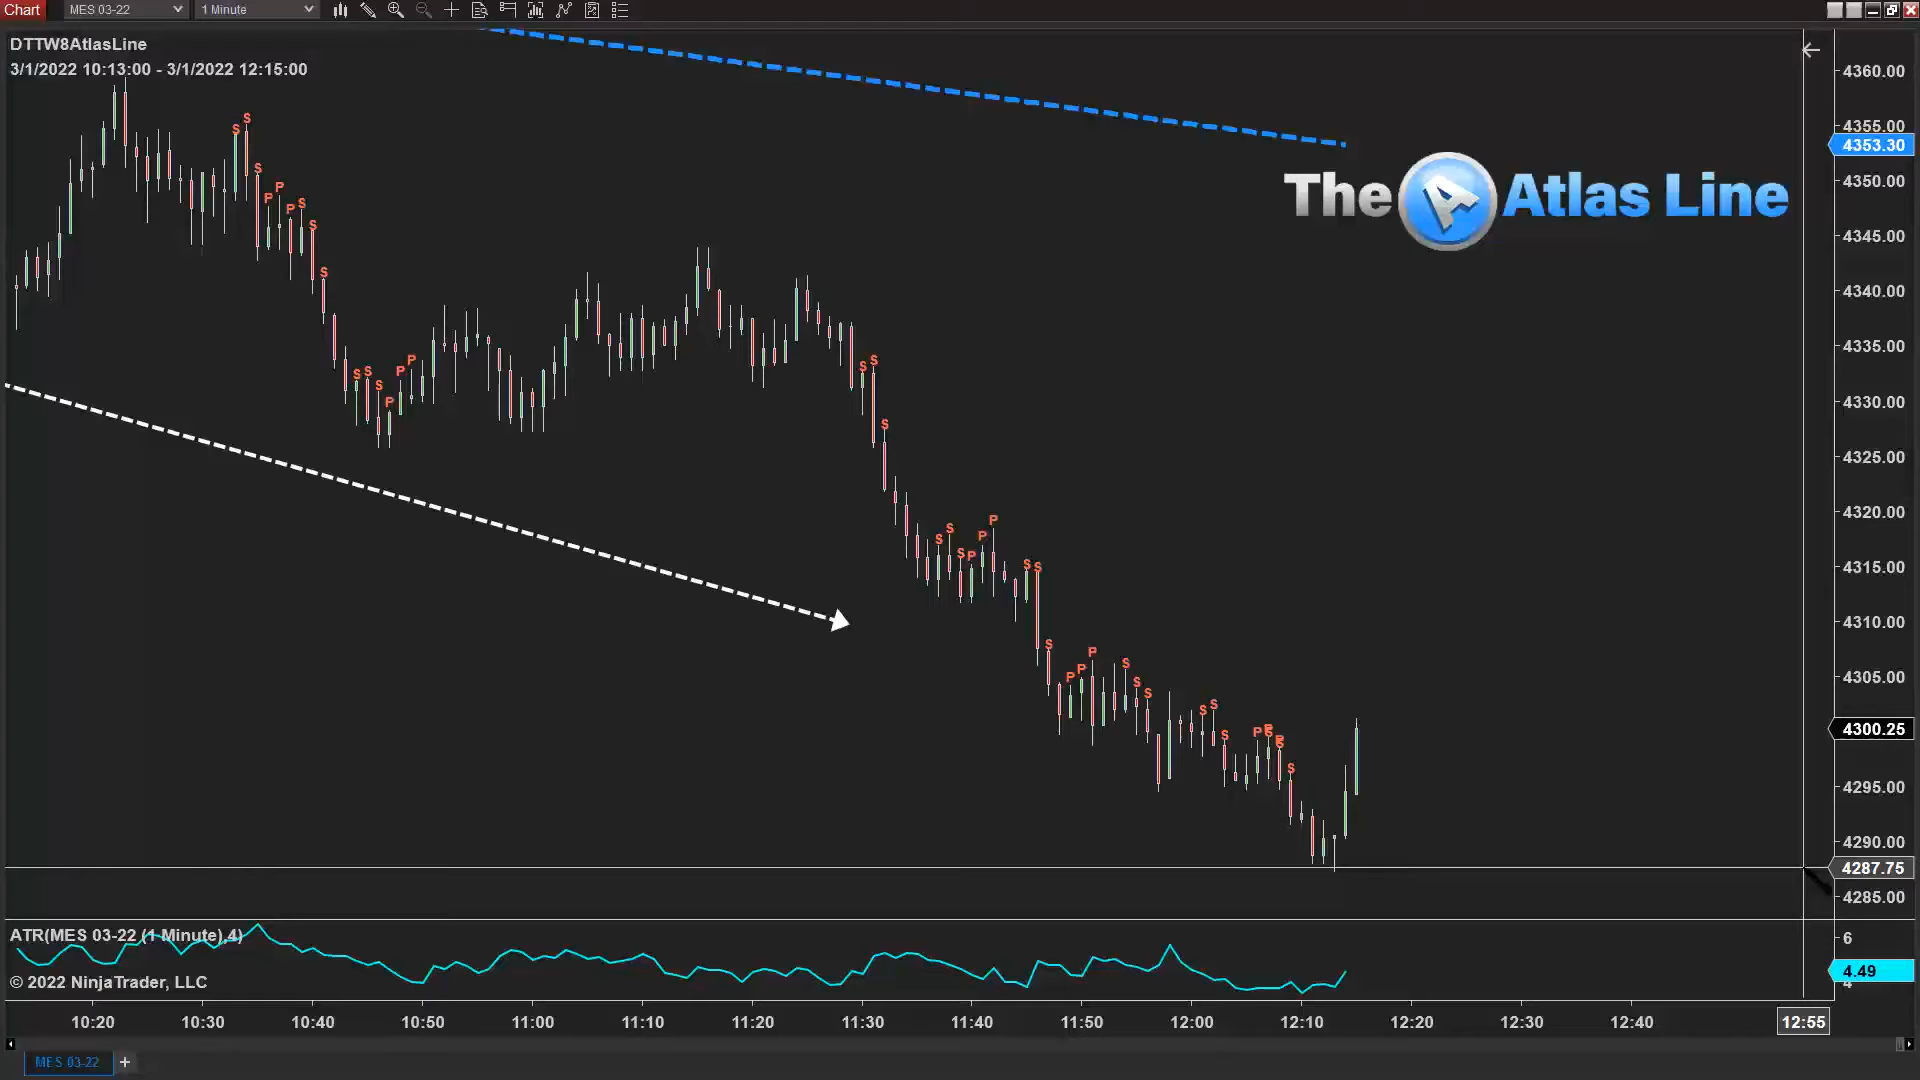 Chart MES 03-22 1 Minute
DTTW8AtlasLine
3/1/2022 10:13:00 - 3/1/2022 12:15:00
The A Atlas Line
4360.00
4355.00
4353.30
4350.00
4345.00
4340.00
4335.00
4330.00
4325.00
4320.00
4315.00
4310.00
4305.00
4300.25
4295.00
4290.00
4287.75
4285.00
S S S P P P S S S S S S P P P S S S S S S P P P S S S P P P S S S S S S P P S P S S
ATR(MES 03-22 (1 Minute),4)
6
4.49
4
© 2022 NinjaTrader, LLC
10:20 10:30 10:40 10:50 11:00 11:10 11:20 11:30 11:40 11:50 12:00 12:10 12:20 12:30 12:40 12:55
MES 03-22 +